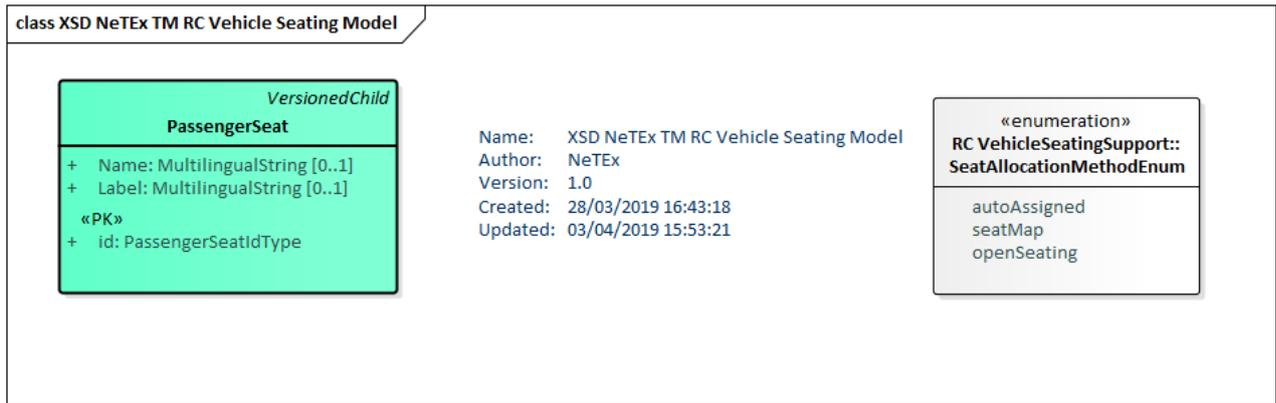 class XSD NeTEx TM RC Vehicle Seating Model
VersionedChild
PassengerSeat
+ Name: MultilingualString [0..1]
+ Label: MultilingualString [0..1]
«PK»
+ id: PassengerSeatIdType
Name: XSD NeTEx TM RC Vehicle Seating Model
Author: NeTEx
Version: 1.0
Created: 28/03/2019 16:43:18
Updated: 03/04/2019 15:53:21
«enumeration»
RC VehicleSeatingSupport::
SeatAllocationMethodEnum
autoAssigned
seatMap
openSeating